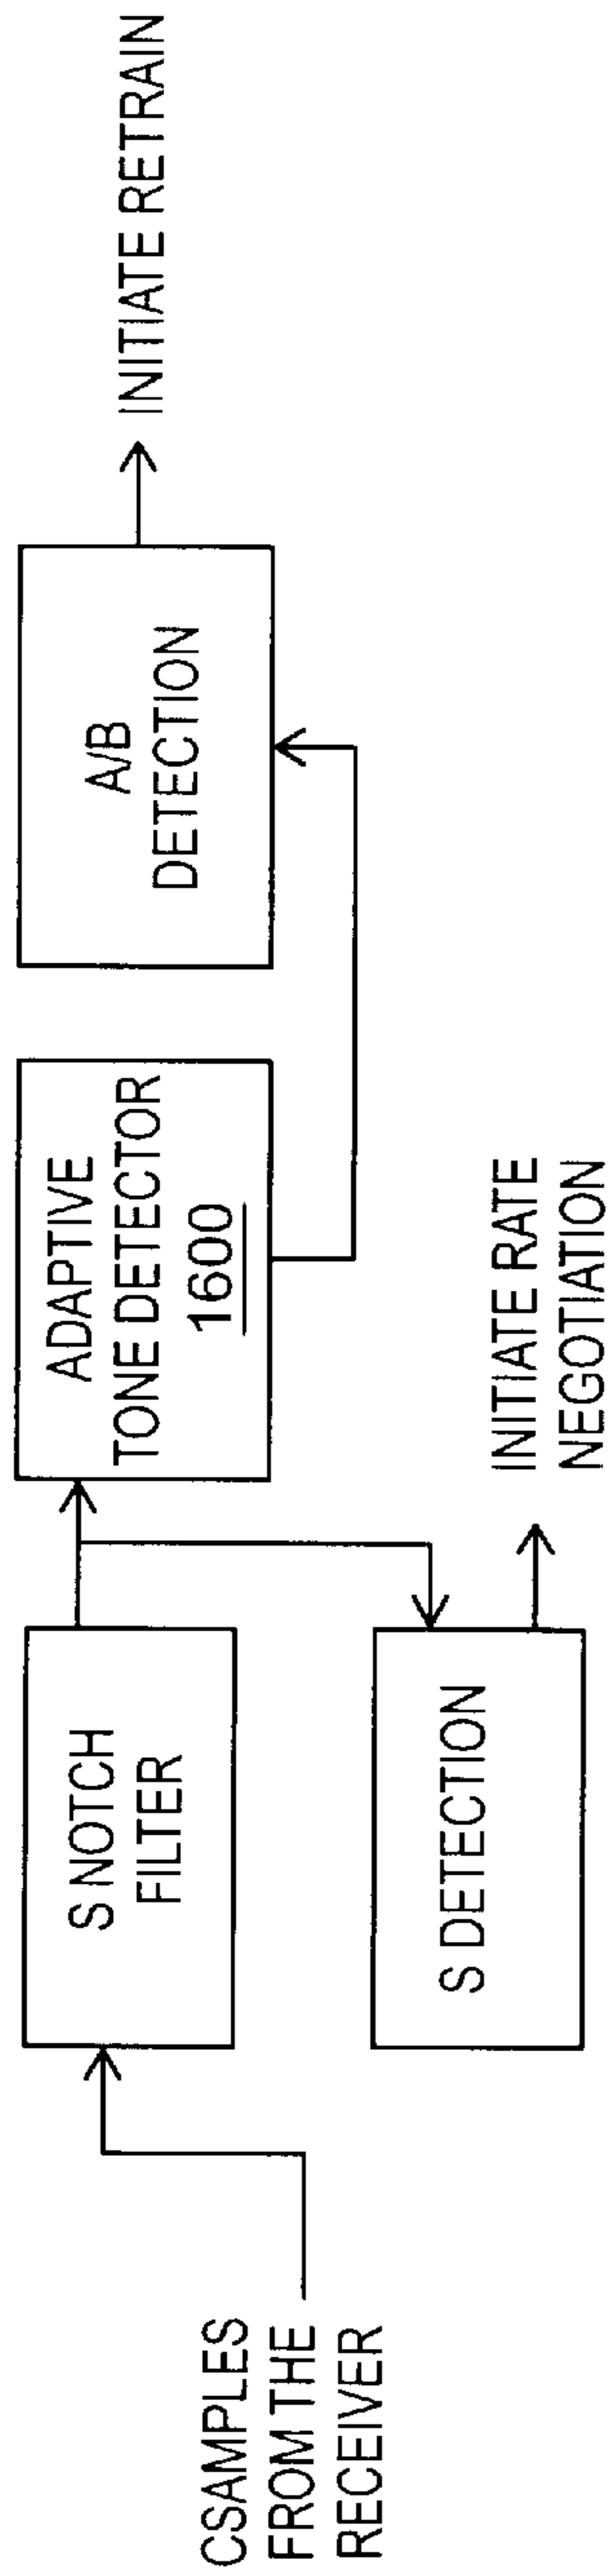 CSAMPLES
FROM THE
RECEIVER
S NOTCH
FILTER
S DETECTION
ADAPTIVE
TONE DETECTOR
1600
INITIATE RATE
NEGOTIATION
A/B
DETECTION
INITIATE RETRAIN